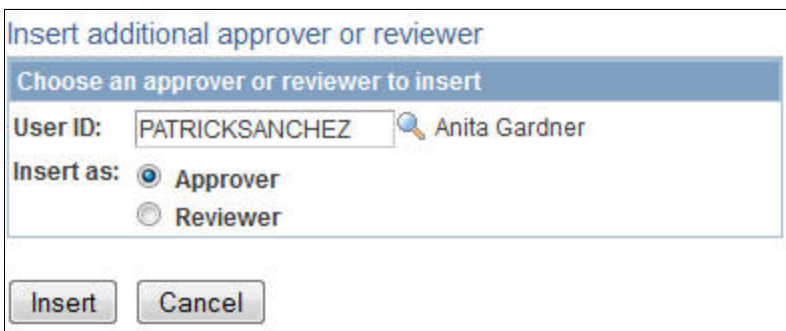 Insert additional approver or reviewer
Choose an approver or reviewer to insert
User ID: PATRICKSANCHEZ Anita Gardner
Insert as: Approver
Reviewer
Insert Cancel